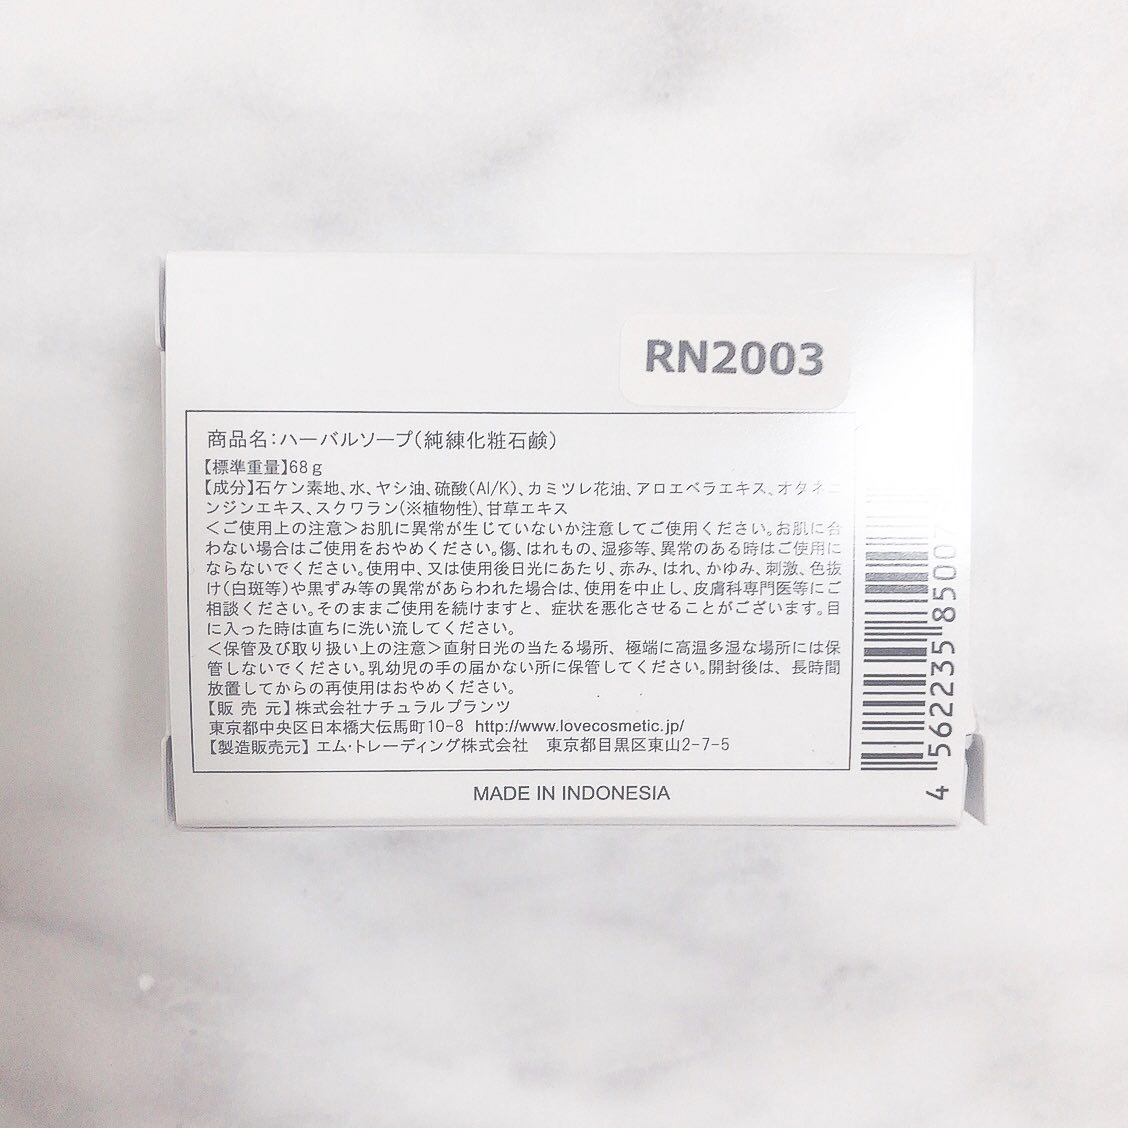 RN2003
商品名：ハーバルソープ（純練化粧石鹸）
【標準重量】68ｇ
【成分】石ケン素地、水、ヤシ油、硫酸（Al/K）、カミツレ花油、アロエベラエキス、オタネニ
ンジンエキス、スクワラン（※植物性）、甘草エキス
＜ご使用上の注意＞お肌に異常が生じていないか注意してご使用ください。お肌に合
わない場合はご使用をおやめください。傷、はれもの、湿疹等、異常のある時はご使用に
ならないでください。使用中、又は使用後日光にあたり、赤み、はれ、かゆみ、刺激、色抜
け（白斑等）や黒ずみ等の異常があらわれた場合は、使用を中止し、皮膚科専門医等にご
相談ください。そのままご使用を続けますと、症状を悪化させることがございます。目
に入った時は直ちに洗い流してください。
＜保管及び取り扱い上の注意＞直射日光の当たる場所、極端に高温多湿な場所には保
管しないでください。乳幼児の手の届かない所に保管してください。開封後は、長時間
放置してからの再使用はおやめください。
【販 売 元】株式会社ナチュラルプランツ
東京都中央区日本橋大伝馬町10-8 http://www.lovecosmetic.jp/
【製造販売元】エム・トレーディング株式会社 東京都目黒区東山2-7-5
MADE IN INDONESIA
4 562235 8500